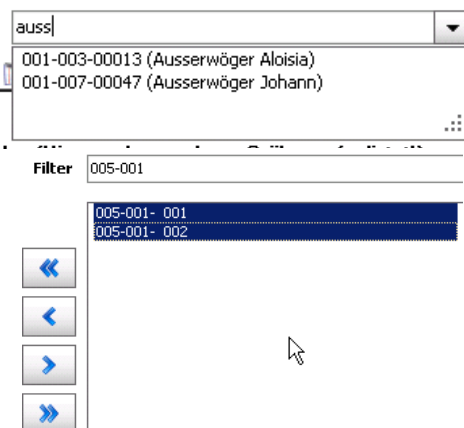 auss
001-003-00013 (Ausserwöger Aloisia)
001-007-00047 (Ausserwöger Johann)
Filter 005-001
005-001- 001
005-001- 002